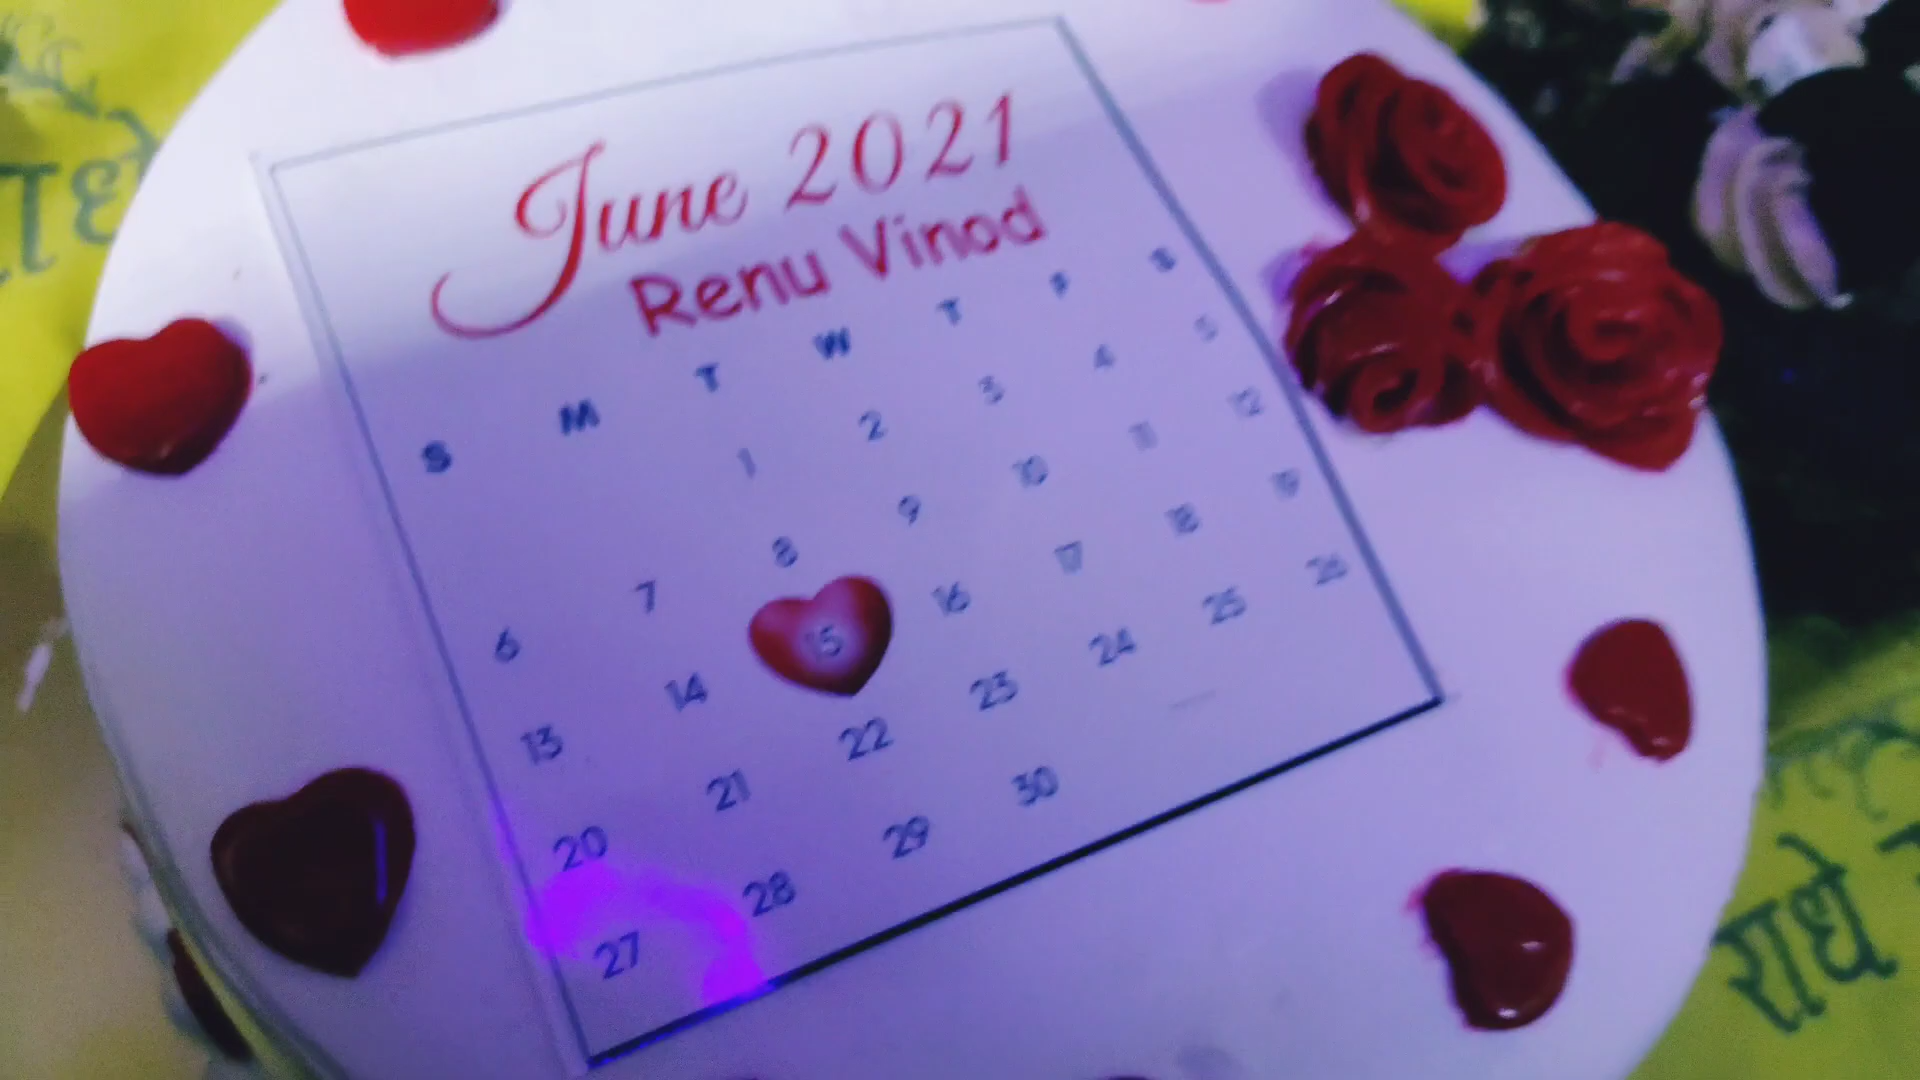 June 2021
Renu Vinod
S M T W T F S
1 2 3 4 5
6 7 8 9 10 11 12
13 14 15 16 17 18 19
20 21 22 23 24 25 26
27 28 29 30
राधे